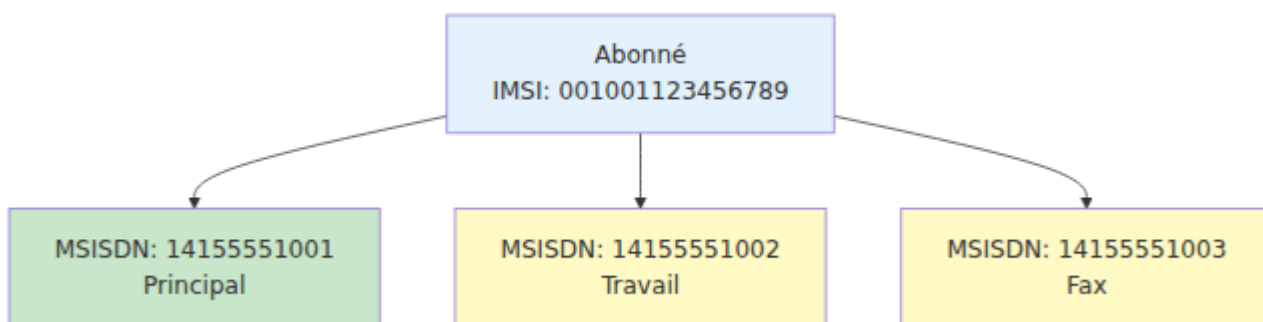 Abonné
IMSI: 001001123456789
MSISDN: 14155551001
Principal
MSISDN: 14155551002
Travail
MSISDN: 14155551003
Fax